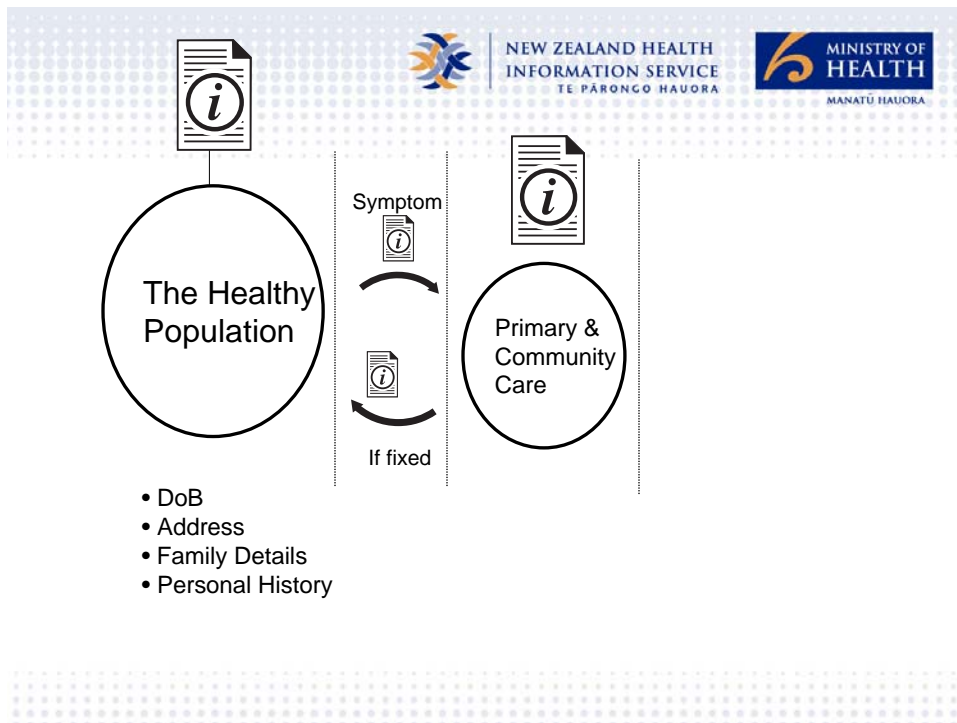 NEW ZEALAND HEALTH
INFORMATION SERVICE
TE PĀRONGO HAUORA
MINISTRY OF
HEALTH
MANATŪ HAUORA
i
i
Symptom
i
The Healthy
Population
Primary &
Community
Care
i
If fixed
• DoB
• Address
• Family Details
• Personal History